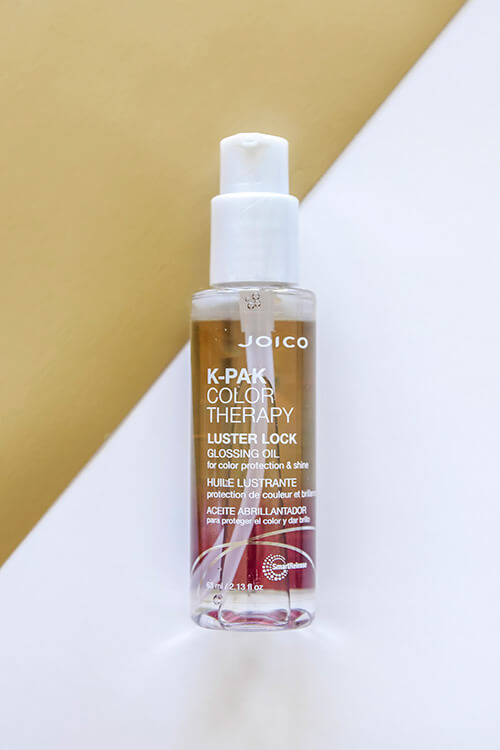 JOICO
K-PAK
COLOR
THERAPY
LUSTER LOCK
GLOSSING OIL
for color protection & shine
HUILE LUSTRANTE
protection de couleur et brillance
ACEITE ABRILLANTADOR
para proteger el color y dar brillo
SmartRelease
63 ml / 2.13 fl oz